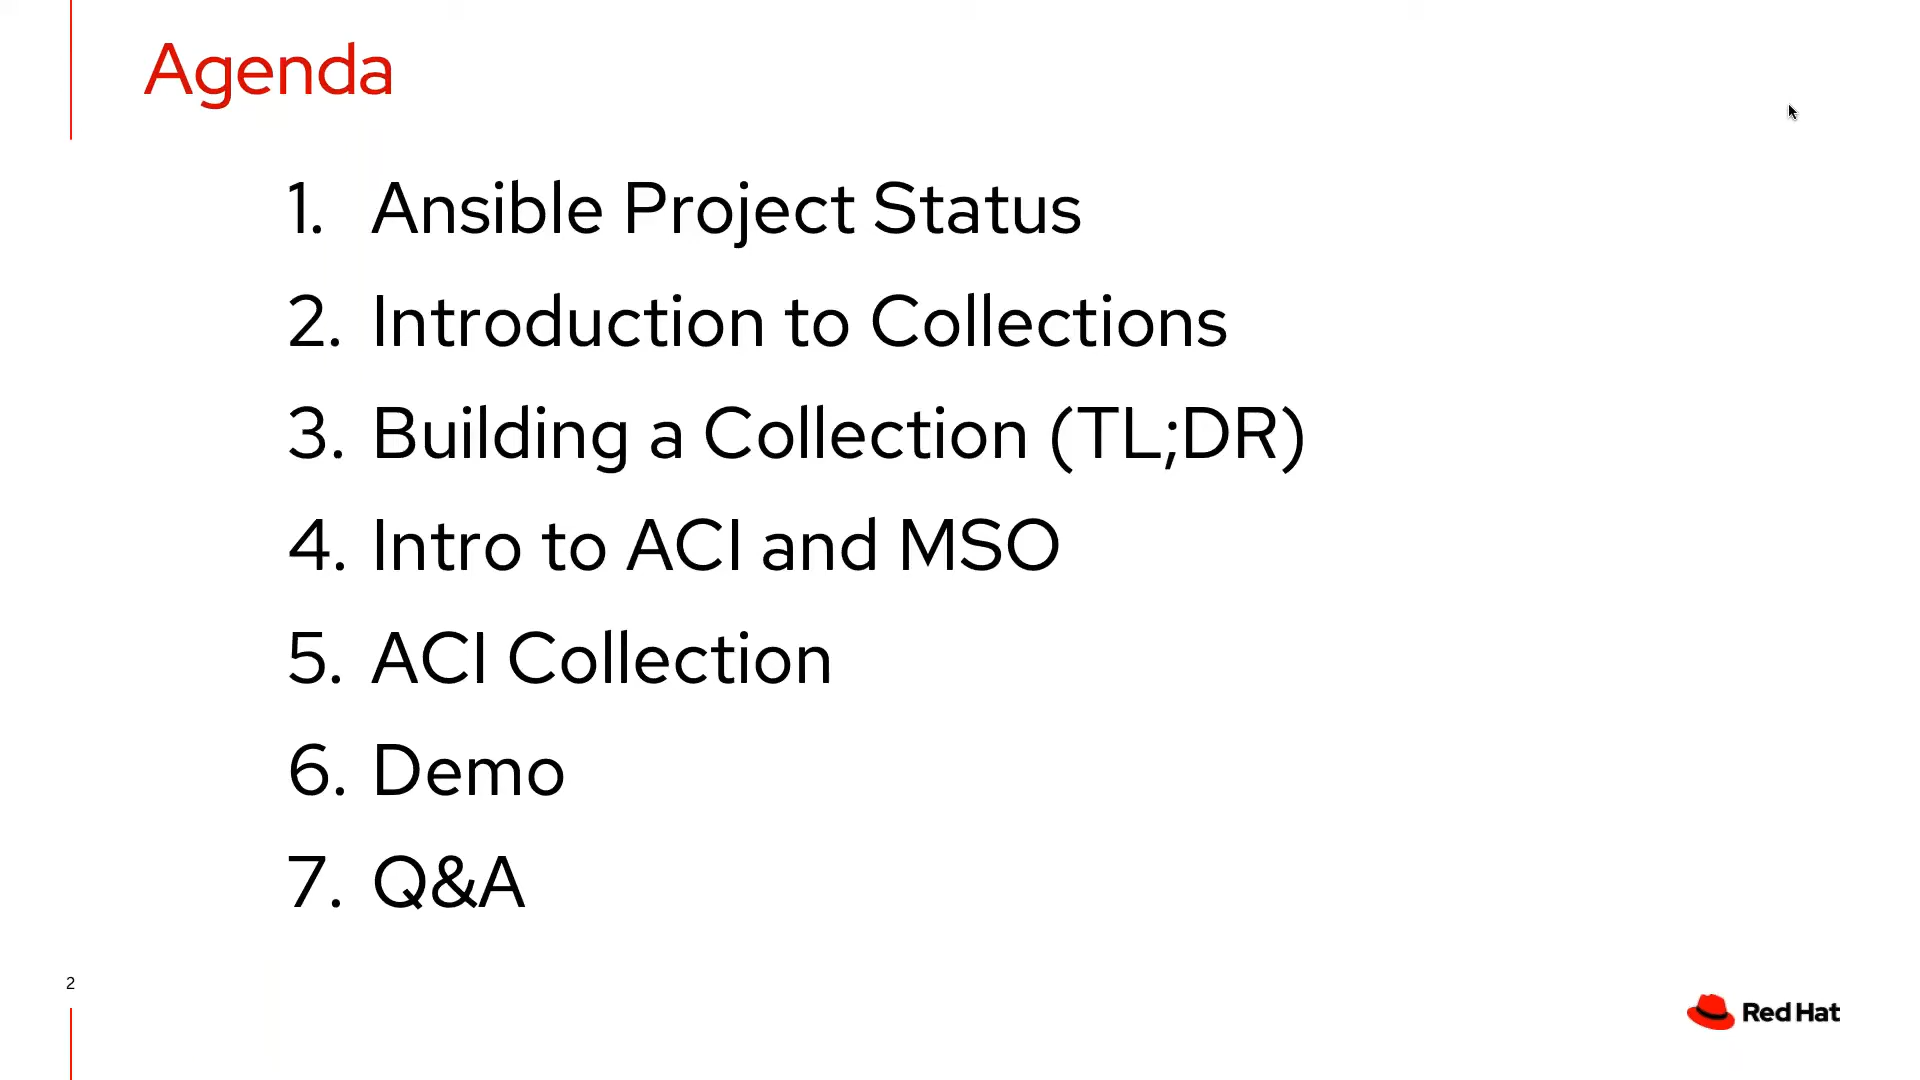 Agenda
1. Ansible Project Status
2. Introduction to Collections
3. Building a Collection (TL;DR)
4. Intro to ACI and MSO
5. ACI Collection
6. Demo
7. Q&A
2
Red Hat